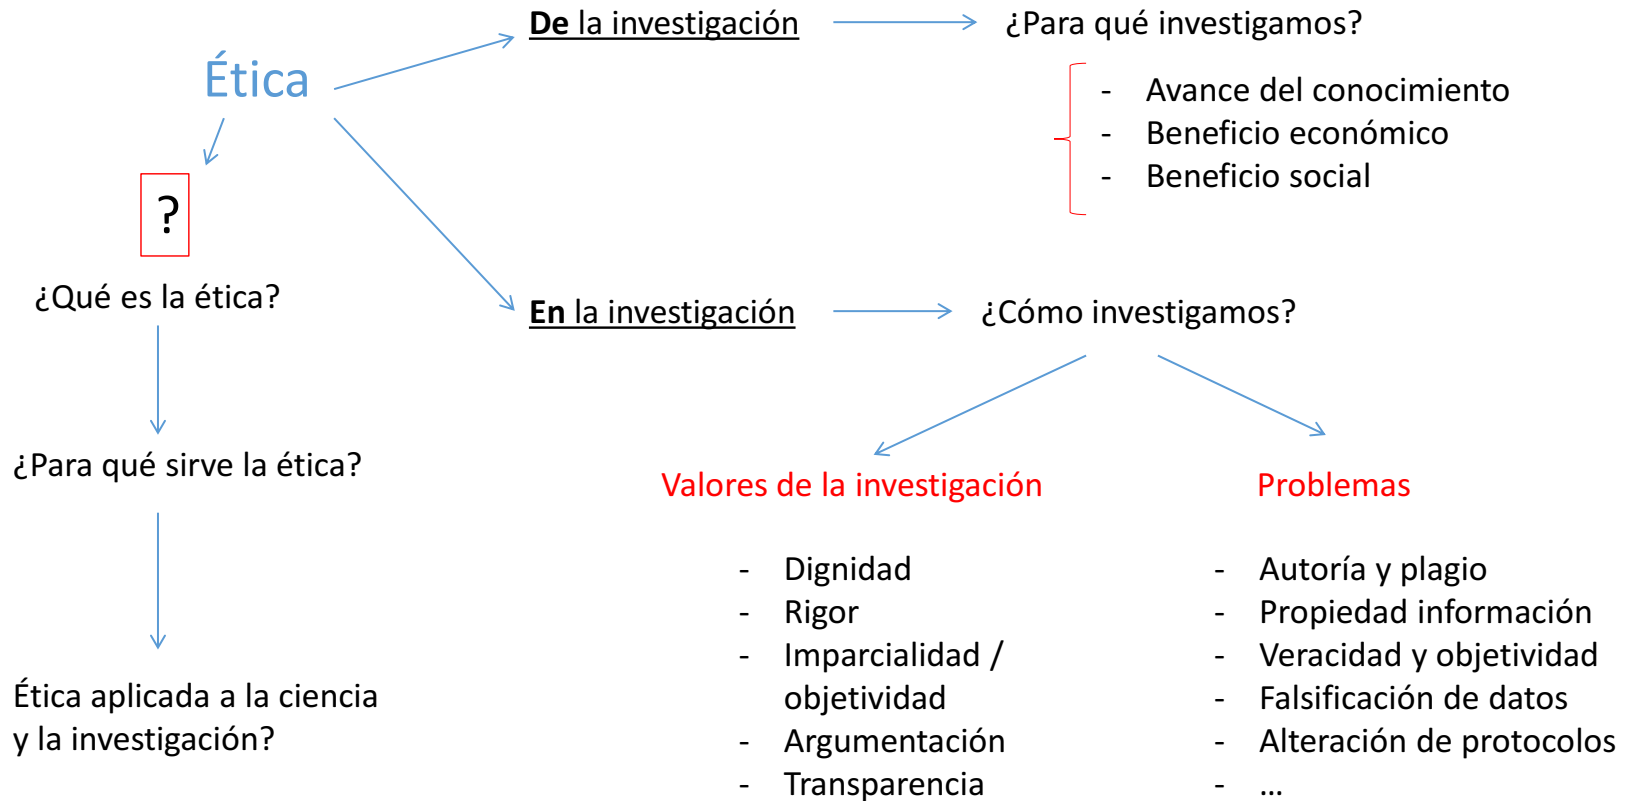 Ética
De la investigación
¿Para qué investigamos?
- Avance del conocimiento
- Beneficio económico
- Beneficio social
?
¿Qué es la ética?
¿Para qué sirve la ética?
Ética aplicada a la ciencia
y la investigación?
En la investigación
¿Cómo investigamos?
Valores de la investigación
- Dignidad
- Rigor
- Imparcialidad /
objetividad
- Argumentación
- Transparencia
Problemas
- Autoría y plagio
- Propiedad información
- Veracidad y objetividad
- Falsificación de datos
- Alteración de protocolos
- ...